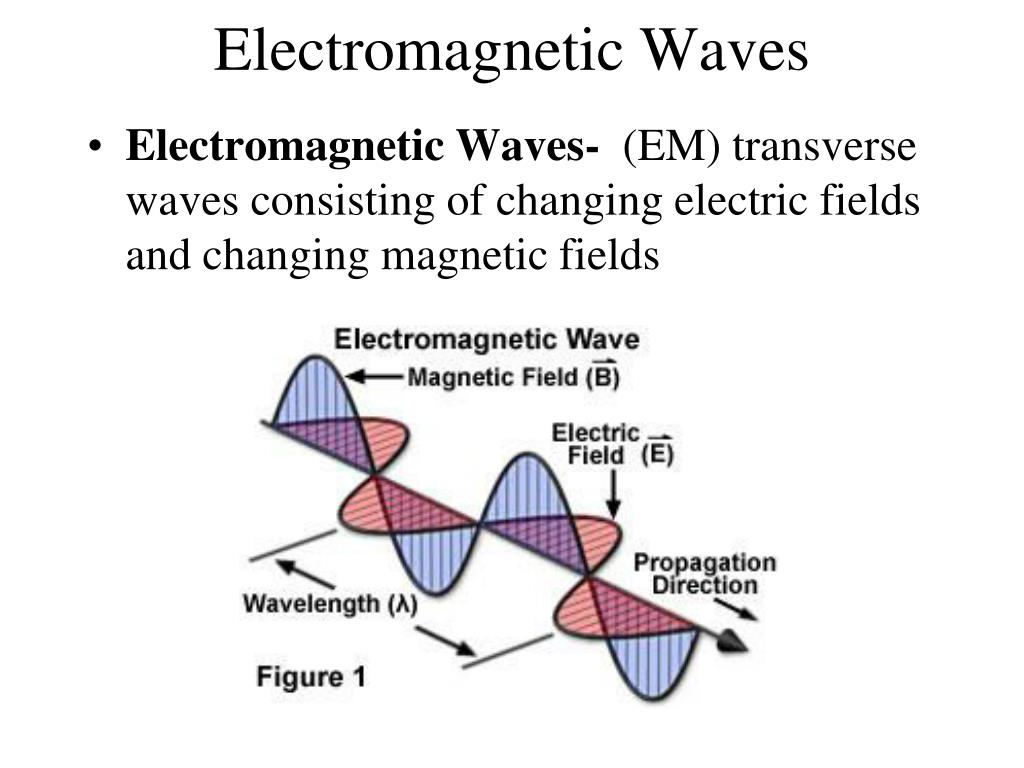 Electromagnetic Waves
• Electromagnetic Waves- (EM) transverse
waves consisting of changing electric fields
and changing magnetic fields
Electromagnetic Wave
Magnetic Field (B⃗)
Electric
Field (E⃗)
Propagation
Direction
Wavelength (λ)
Figure 1